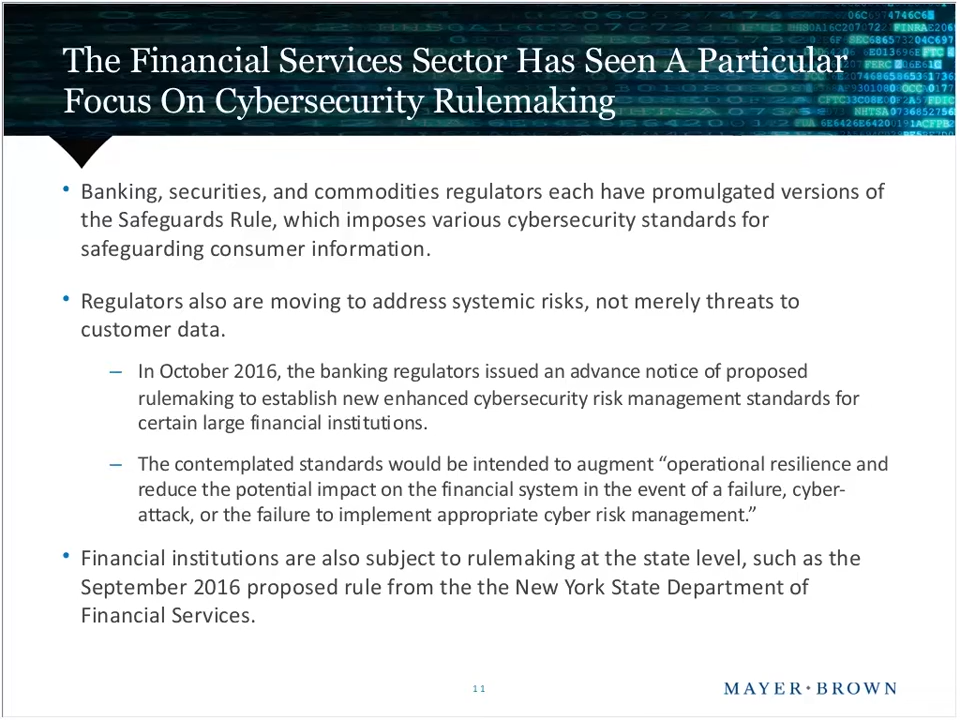 The Financial Services Sector Has Seen A Particular
Focus On Cybersecurity Rulemaking
• Banking, securities, and commodities regulators each have promulgated versions of
the Safeguards Rule, which imposes various cybersecurity standards for
safeguarding consumer information.
• Regulators also are moving to address systemic risks, not merely threats to
customer data.
– In October 2016, the banking regulators issued an advance notice of proposed
rulemaking to establish new enhanced cybersecurity risk management standards for
certain large financial institutions.
– The contemplated standards would be intended to augment “operational resilience and
reduce the potential impact on the financial system in the event of a failure, cyber-
attack, or the failure to implement appropriate cyber risk management.”
• Financial institutions are also subject to rulemaking at the state level, such as the
September 2016 proposed rule from the the New York State Department of
Financial Services.
11
MAYER•BROWN